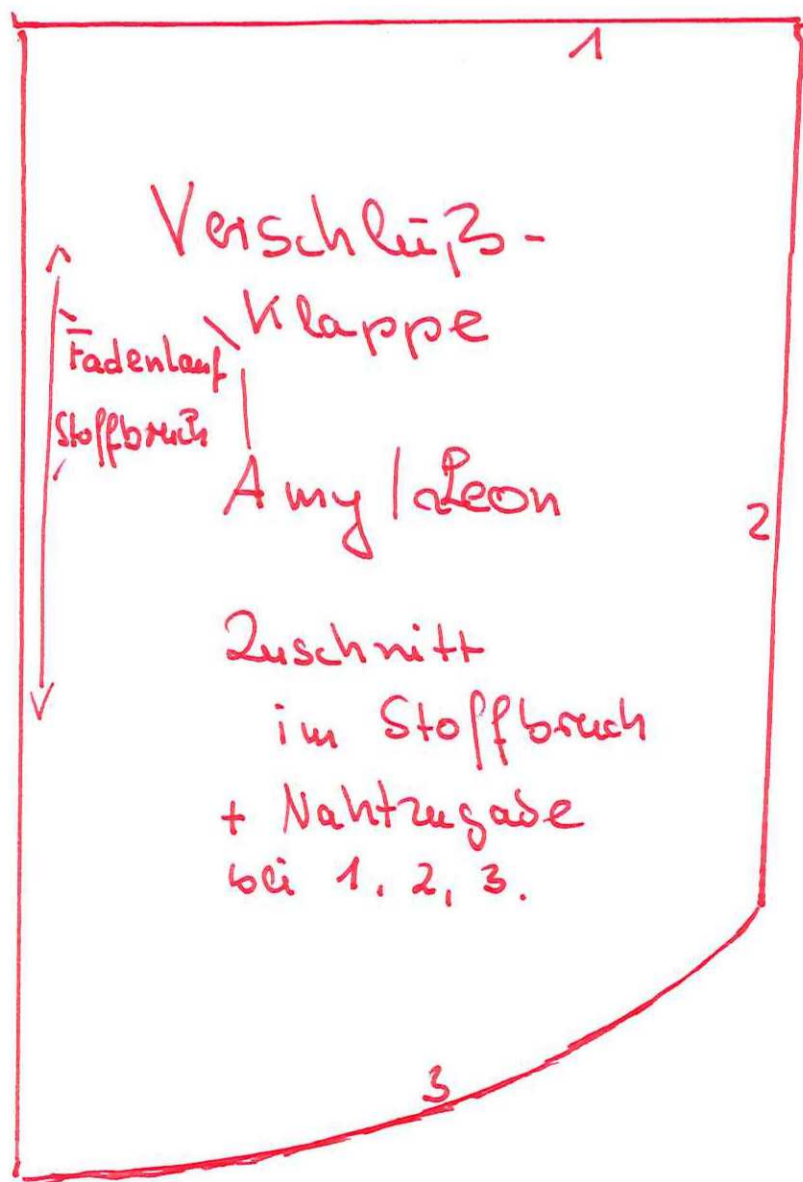 1
Verschluß-
Klappe
Fadenlauf
Stoffbruch
Amy / Leon
2
Zuschnitt
im Stoffbruch
+ Nahtzugabe
bei 1, 2, 3.
3